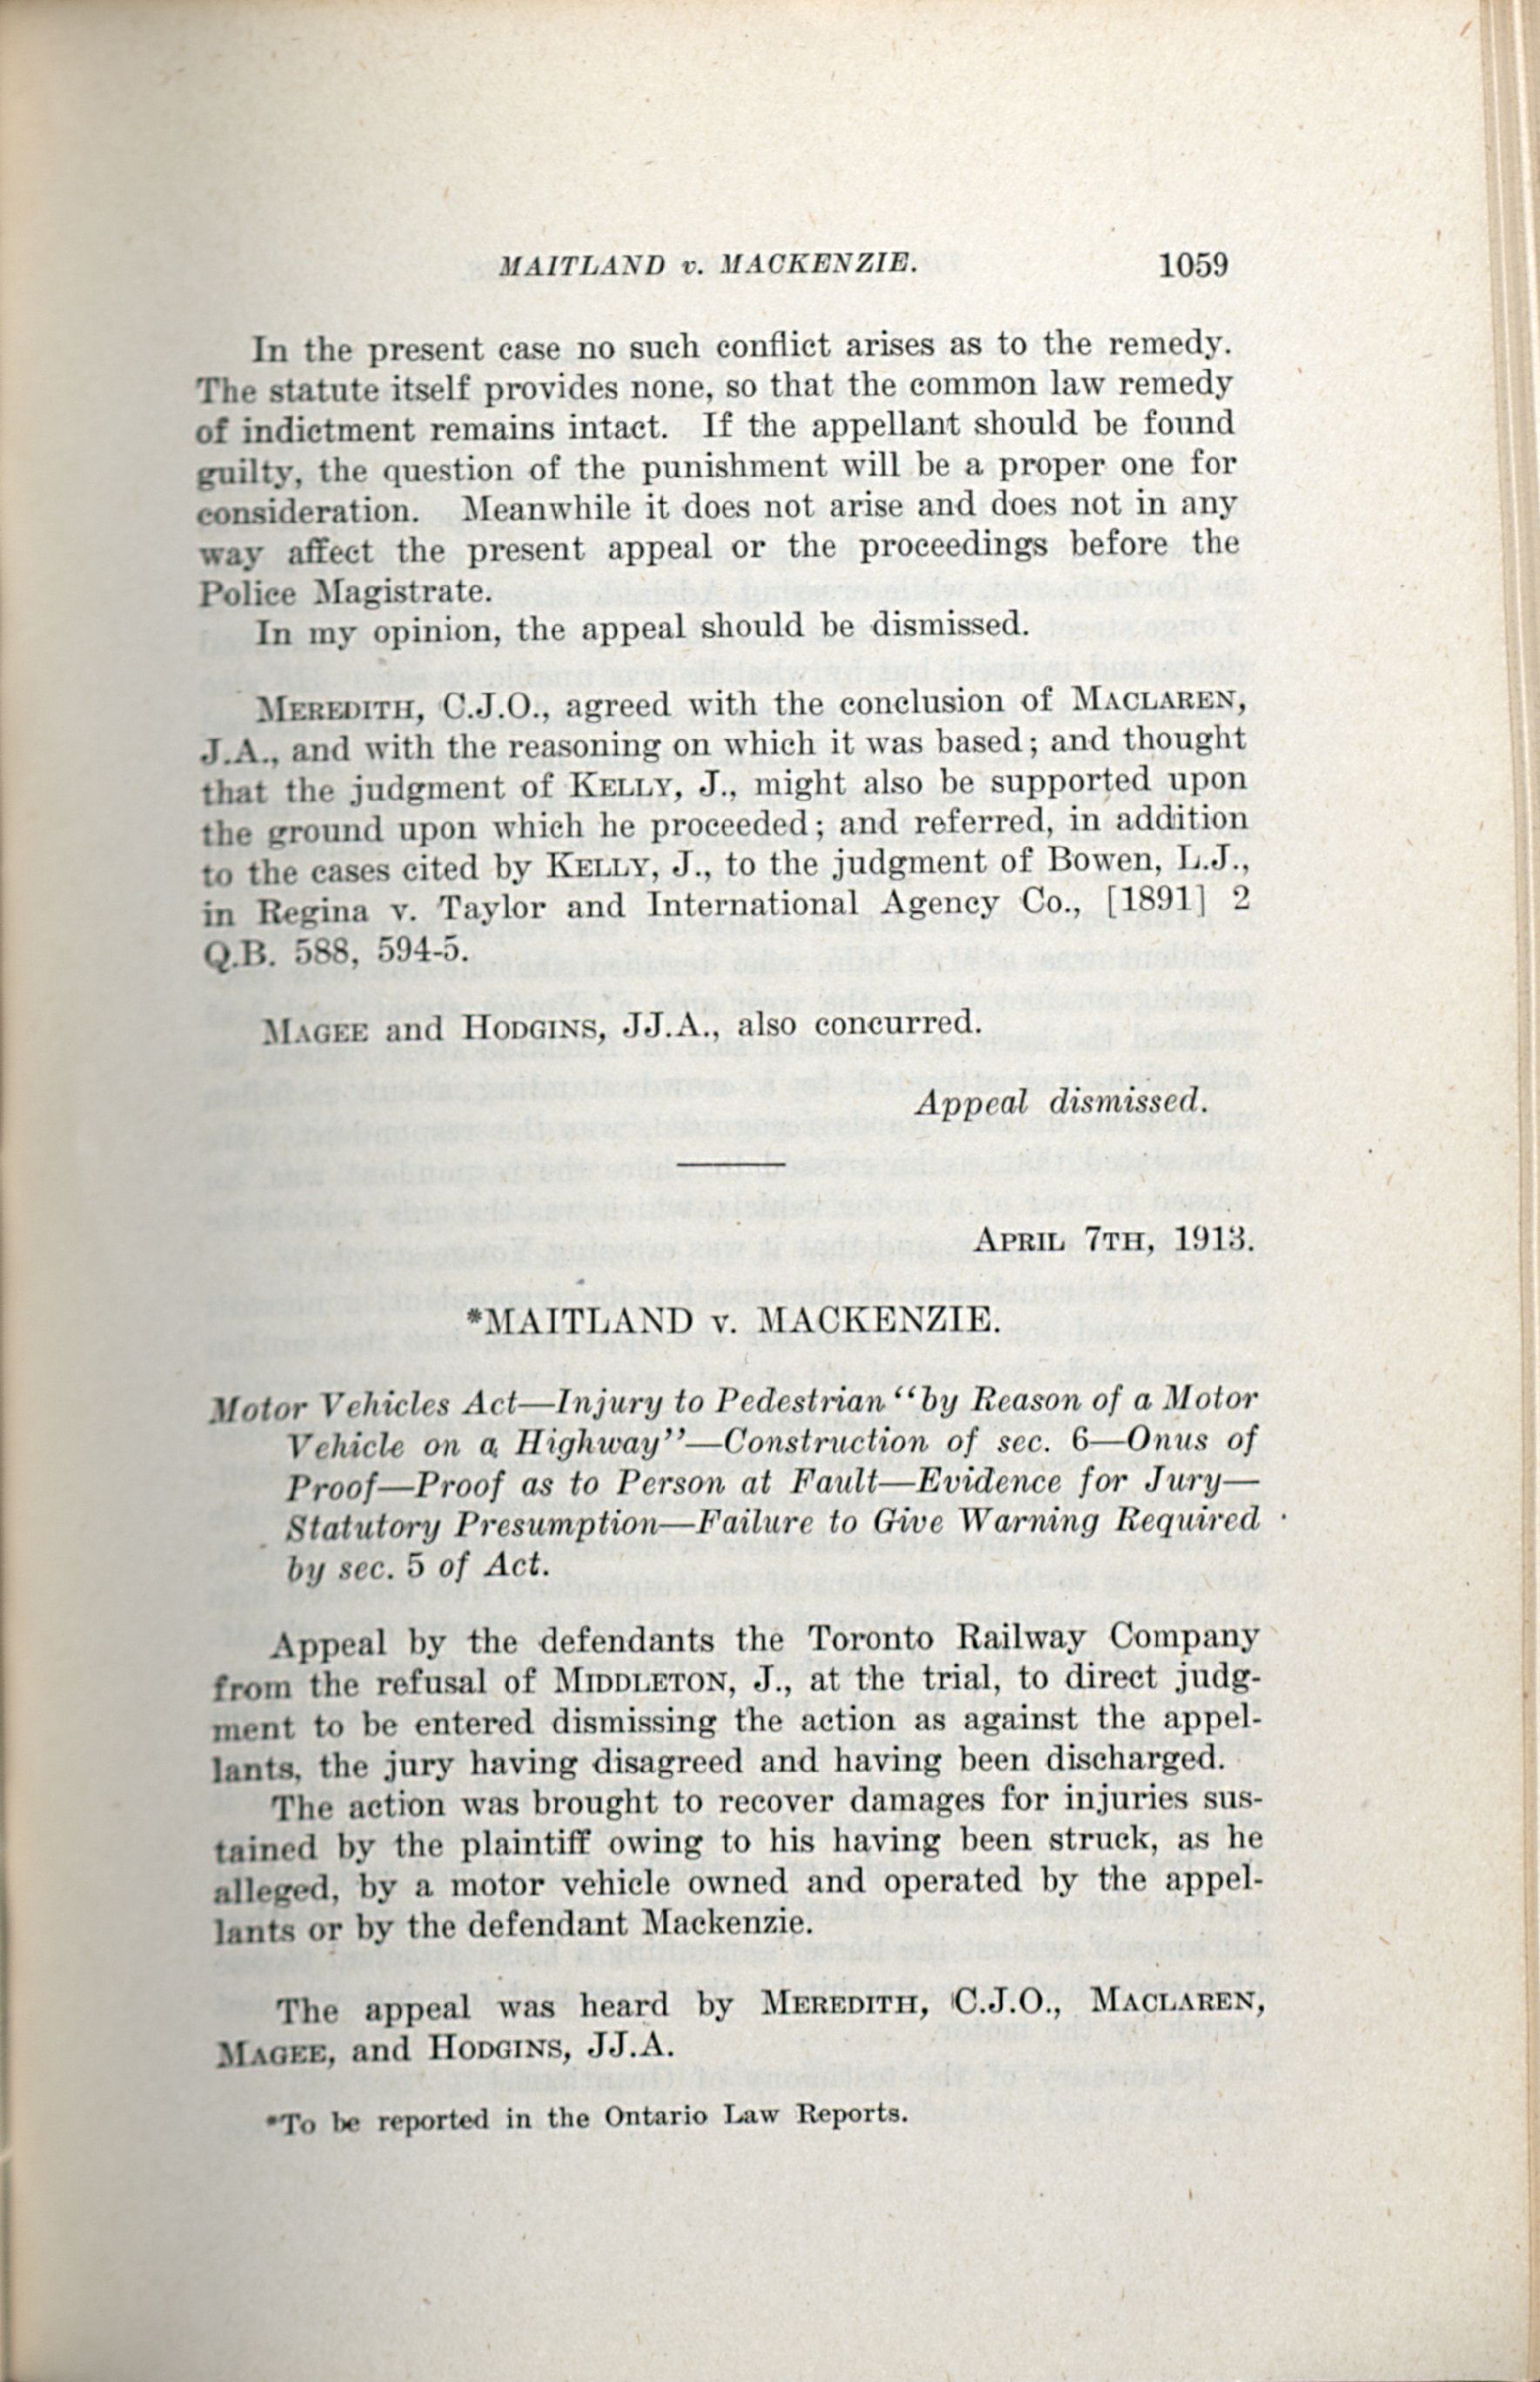 MAITLAND v. MACKENZIE. 1059
In the present case no such conflict arises as to the remedy.
The statute itself provides none, so that the common law remedy
of indictment remains intact. If the appellant should be found
guilty, the question of the punishment will be a proper one for
consideration. Meanwhile it does not arise and does not in any
way affect the present appeal or the proceedings before the
Police Magistrate.
In my opinion, the appeal should be dismissed.
MEREDITH, C.J.O., agreed with the conclusion of MACLAREN,
J.A., and with the reasoning on which it was based; and thought
that the judgment of KELLY, J., might also be supported upon
the ground upon which he proceeded; and referred, in addition
to the cases cited by KELLY, J., to the judgment of Bowen, L.J.,
in Regina v. Taylor and International Agency Co., [1891] 2
Q.B. 588, 594-5.
MAGEE and HODGINS, JJ.A., also concurred.
Appeal dismissed.
APRIL 7TH, 1913.
*MAITLAND v. MACKENZIE.
Motor Vehicles Act—Injury to Pedestrian "by Reason of a Motor
Vehicle on a Highway"—Construction of sec. 6—Onus of
Proof—Proof as to Person at Fault—Evidence for Jury—
Statutory Presumption—Failure to Give Warning Required
by sec. 5 of Act.
Appeal by the defendants the Toronto Railway Company
from the refusal of MIDDLETON, J., at the trial, to direct judg-
ment to be entered dismissing the action as against the appel-
lants, the jury having disagreed and having been discharged.
The action was brought to recover damages for injuries sus-
tained by the plaintiff owing to his having been struck, as he
alleged, by a motor vehicle owned and operated by the appel-
lants or by the defendant Mackenzie.
The appeal was heard by MEREDITH, C.J.O., MACLAREN,
MAGEE, and HODGINS, JJ.A.
*To be reported in the Ontario Law Reports.